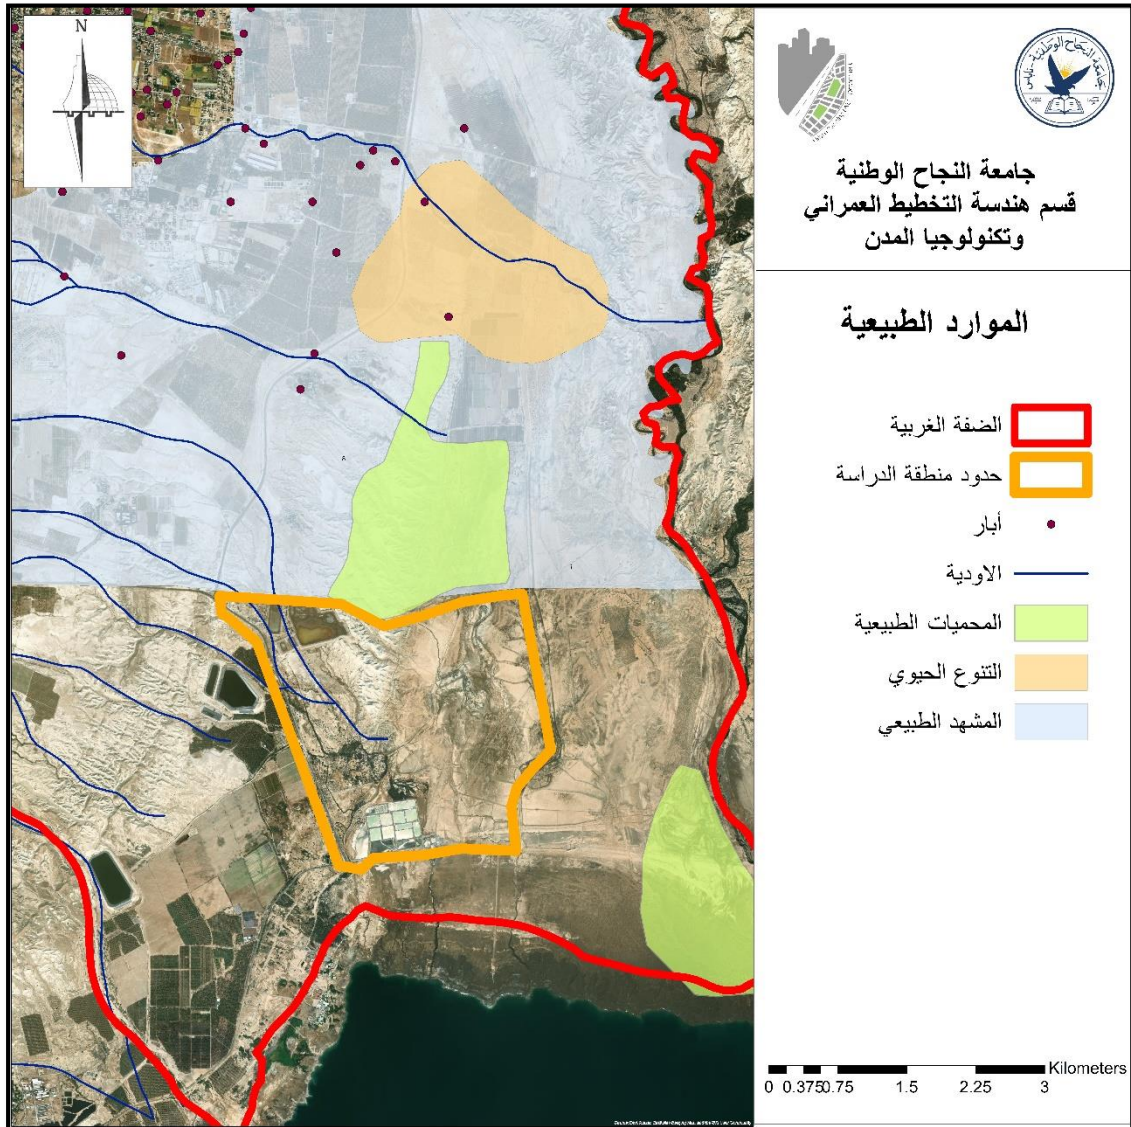 N
جامعة النجاح الوطنية
قسم هندسة التخطيط العمراني
وتكنولوجيا المدن
الموارد الطبيعية
الضفة الغربية
حدود منطقة الدراسة
أبار
الاودية
المحميات الطبيعية
التنوع الحيوي
المشهد الطبيعي
Kilometers
0 0.375 0.75 1.5 2.25 3